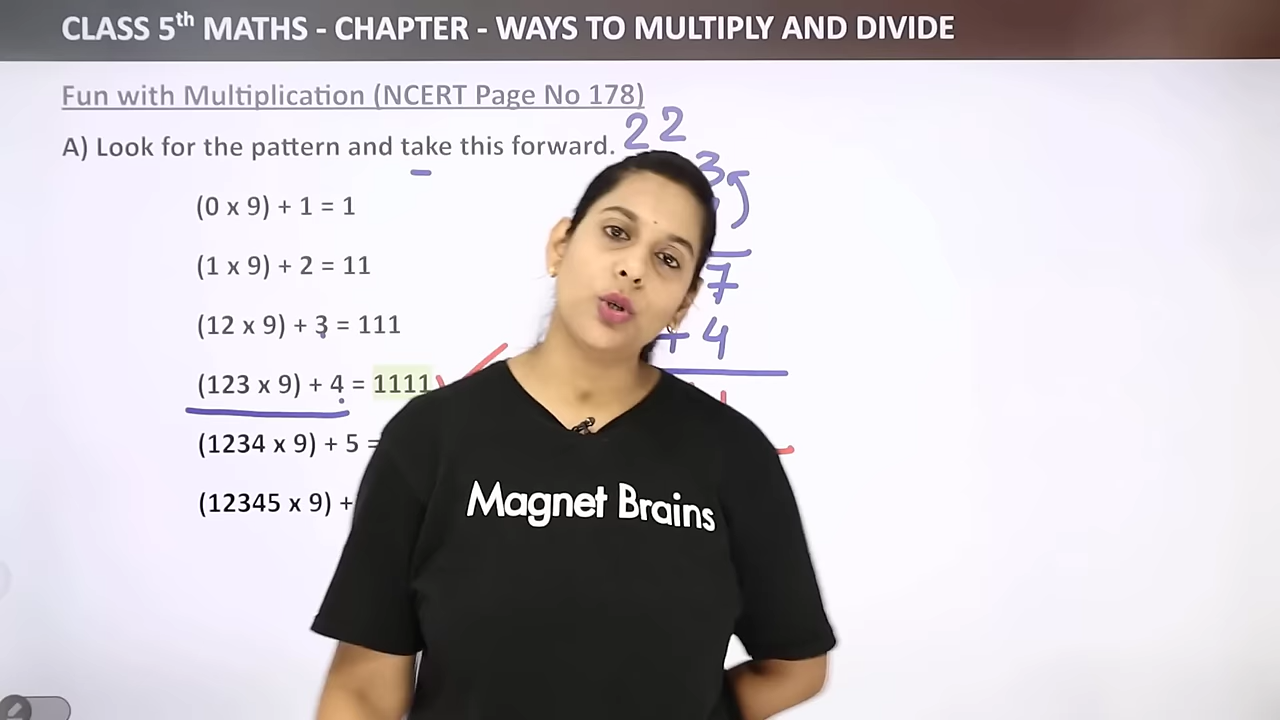 CLASS 5th MATHS - CHAPTER - WAYS TO MULTIPLY AND DIVIDE
Fun with Multiplication (NCERT Page No 178)
A) Look for the pattern and take this forward.
22
3
(0 x 9) + 1 = 1
(1 x 9) + 2 = 11
7
(12 x 9) + 3 = 111
+ 4
(123 x 9) + 4 = 1111
(1234 x 9) + 5 =
(12345 x 9) +
Magnet Brains